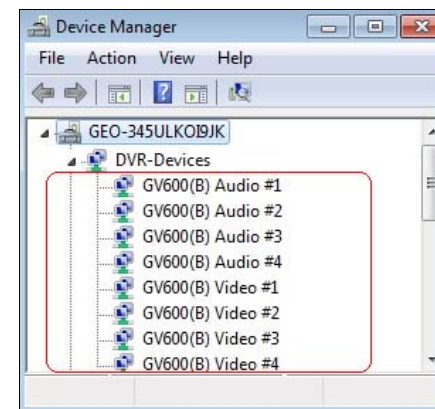 Device Manager
File Action View Help
GEO-345ULKOI9JK
DVR-Devices
GV600(B) Audio #1
GV600(B) Audio #2
GV600(B) Audio #3
GV600(B) Audio #4
GV600(B) Video #1
GV600(B) Video #2
GV600(B) Video #3
GV600(B) Video #4